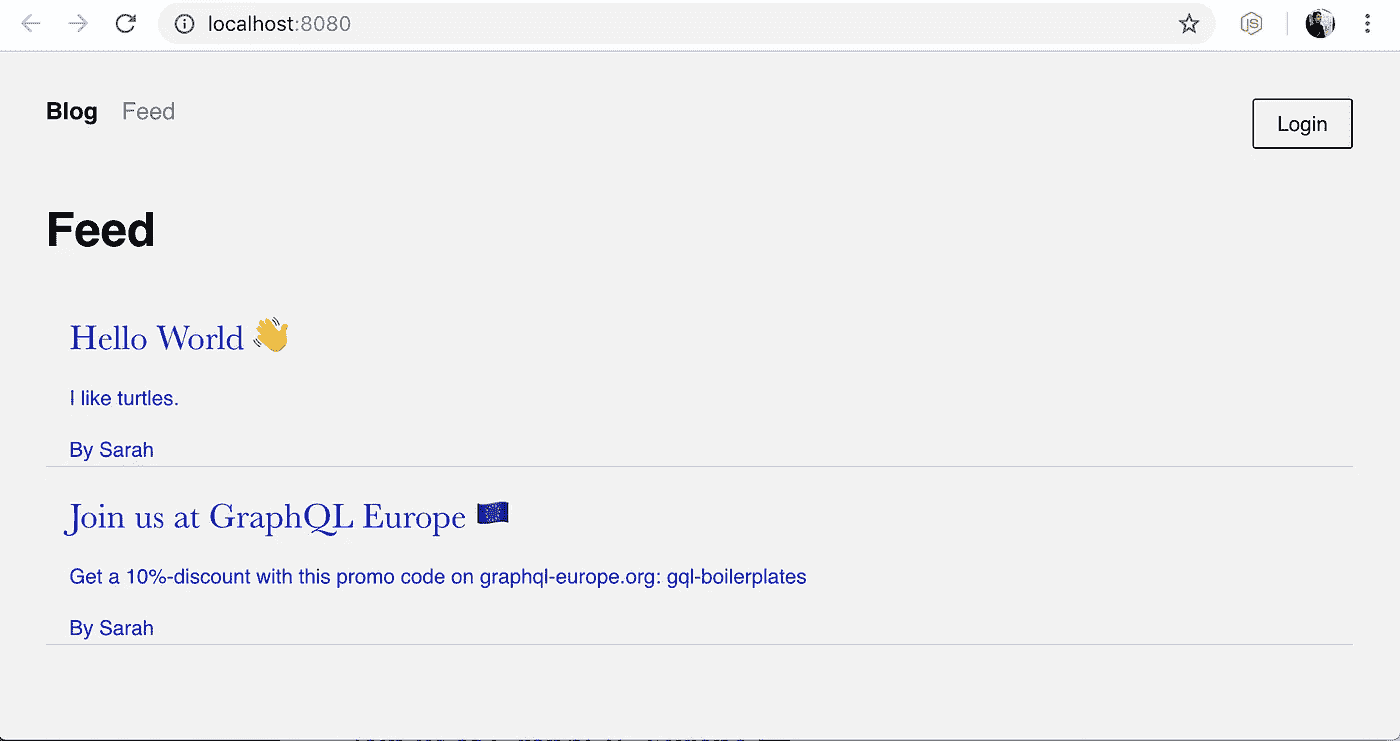 localhost:8080
JS
Blog Feed
Login
Feed
Hello World 👋
I like turtles.
By Sarah
Join us at GraphQL Europe 🇪🇺
Get a 10%-discount with this promo code on graphql-europe.org: gql-boilerplates
By Sarah